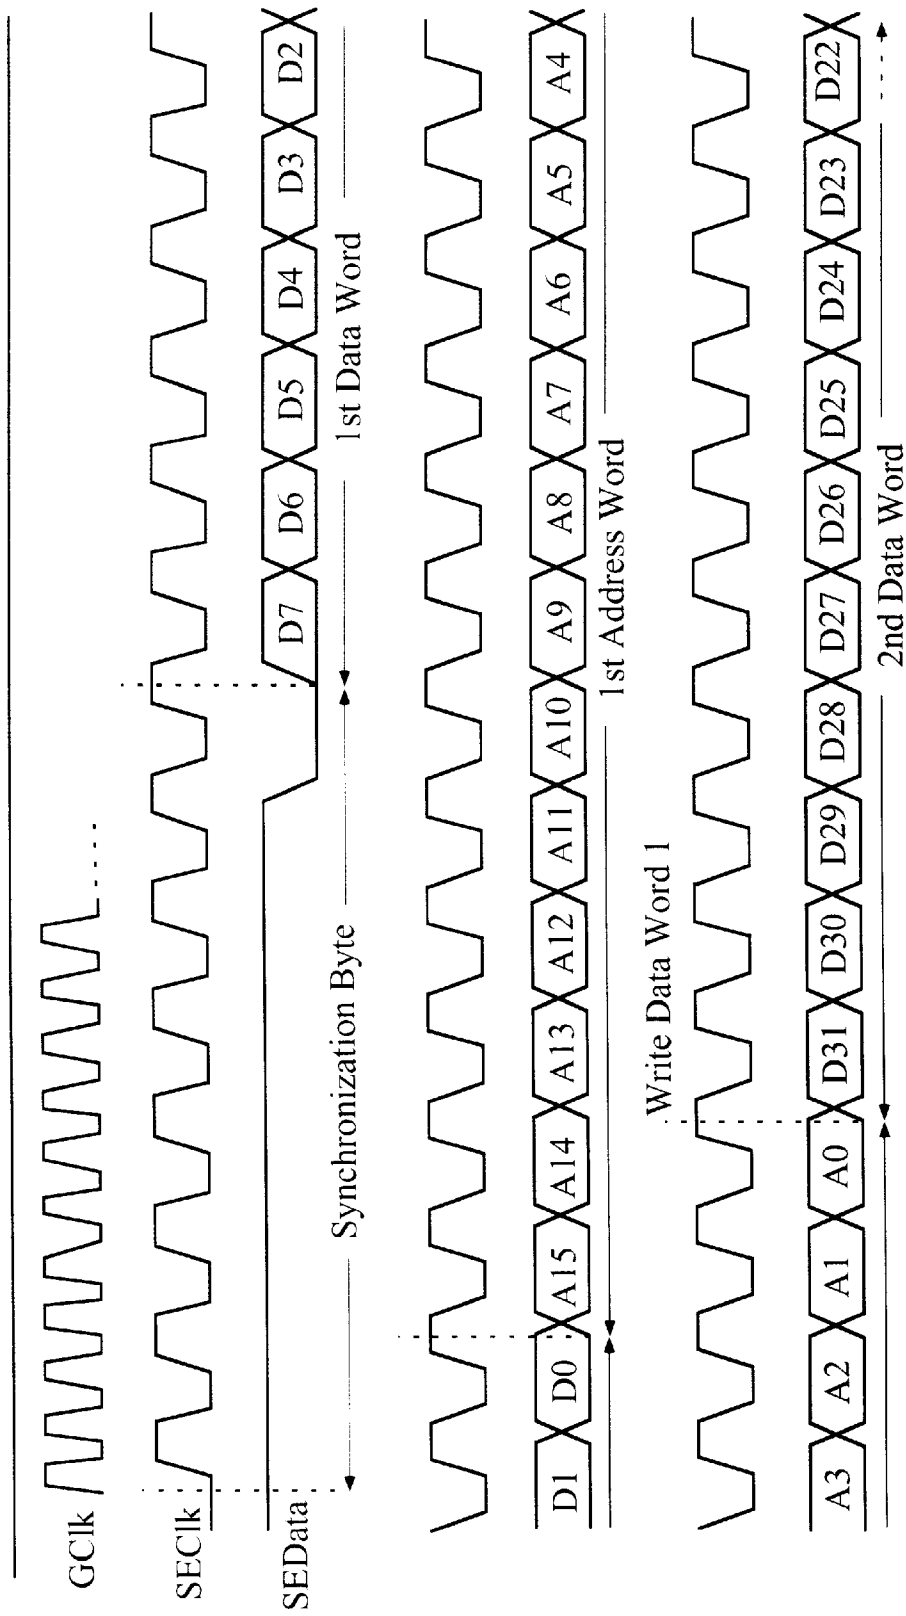 GClk
SEClk
SEData
D7 D6 D5 D4 D3 D2
Synchronization Byte 1st Data Word
D1 D0 A15 A14 A13 A12 A11 A10 A9 A8 A7 A6 A5 A4
1st Address Word
Write Data Word 1
A3 A2 A1 A0 D31 D30 D29 D28 D27 D26 D25 D24 D23 D22
2nd Data Word